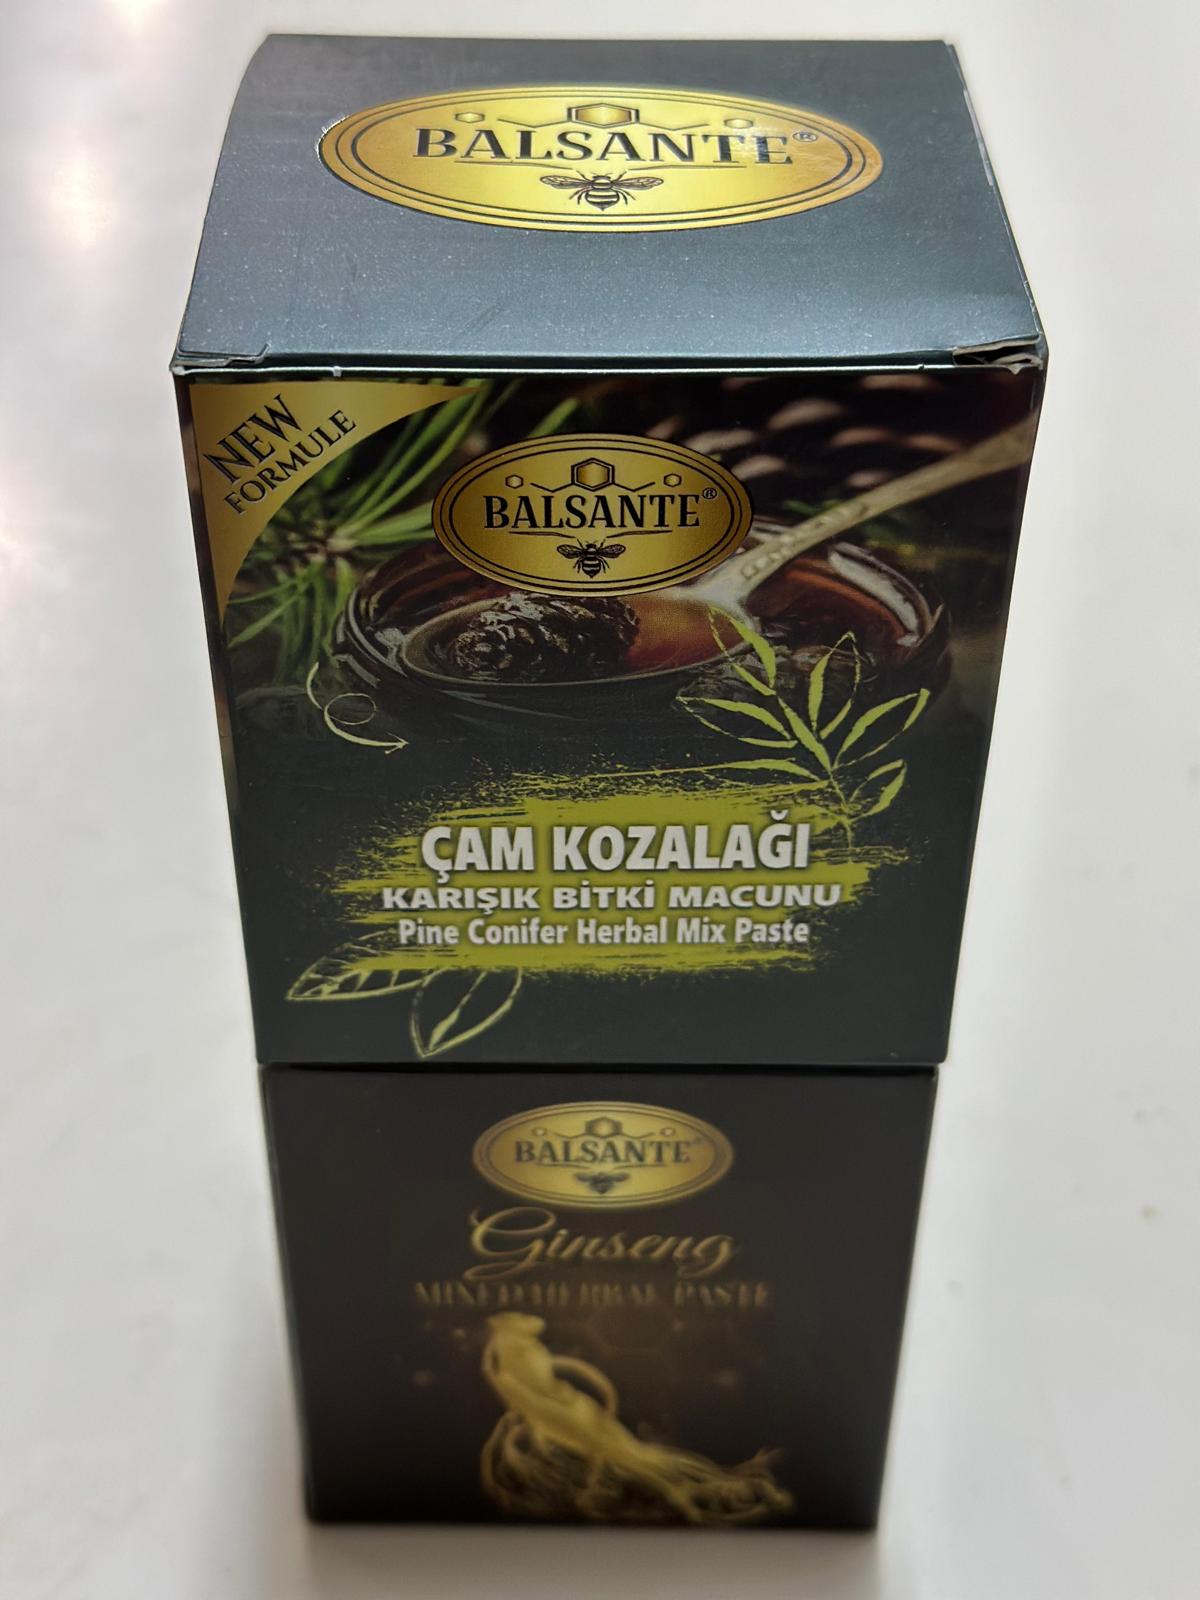 BALSANTE®
NEW
FORMULE
BALSANTE®
ÇAM KOZALAĞI
KARIŞIK BİTKİ MACUNU
Pine Conifer Herbal Mix Paste
BALSANTE®
Ginseng
MIXED HERBAL PASTE